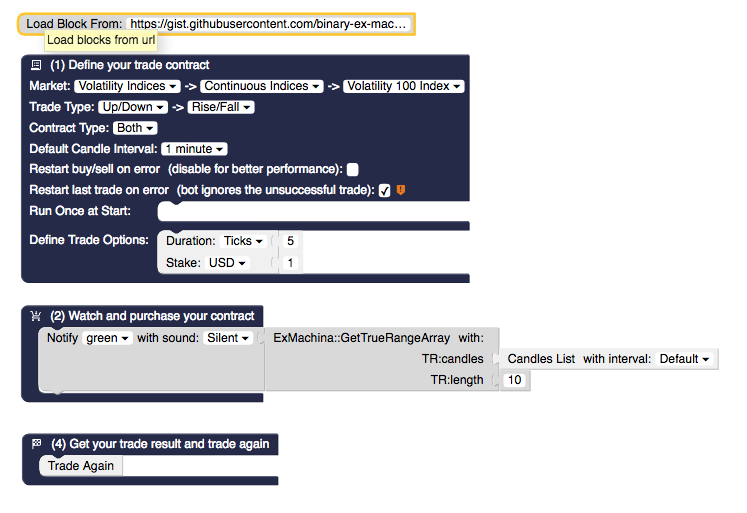 Load Block From: https://gist.githubusercontent.com/binary-ex-mac...
Load blocks from url
(1) Define your trade contract
Market: Volatility Indices -> Continuous Indices -> Volatility 100 Index
Trade Type: Up/Down -> Rise/Fall
Contract Type: Both
Default Candle Interval: 1 minute
Restart buy/sell on error (disable for better performance):
Restart last trade on error (bot ignores the unsuccessful trade): ✓ !
Run Once at Start:
Define Trade Options: Duration: Ticks 5
Stake: USD 1
(2) Watch and purchase your contract
Notify green with sound: Silent ExMachina::GetTrueRangeArray with:
TR:candles Candles List with interval: Default
TR:length 10
(4) Get your trade result and trade again
Trade Again